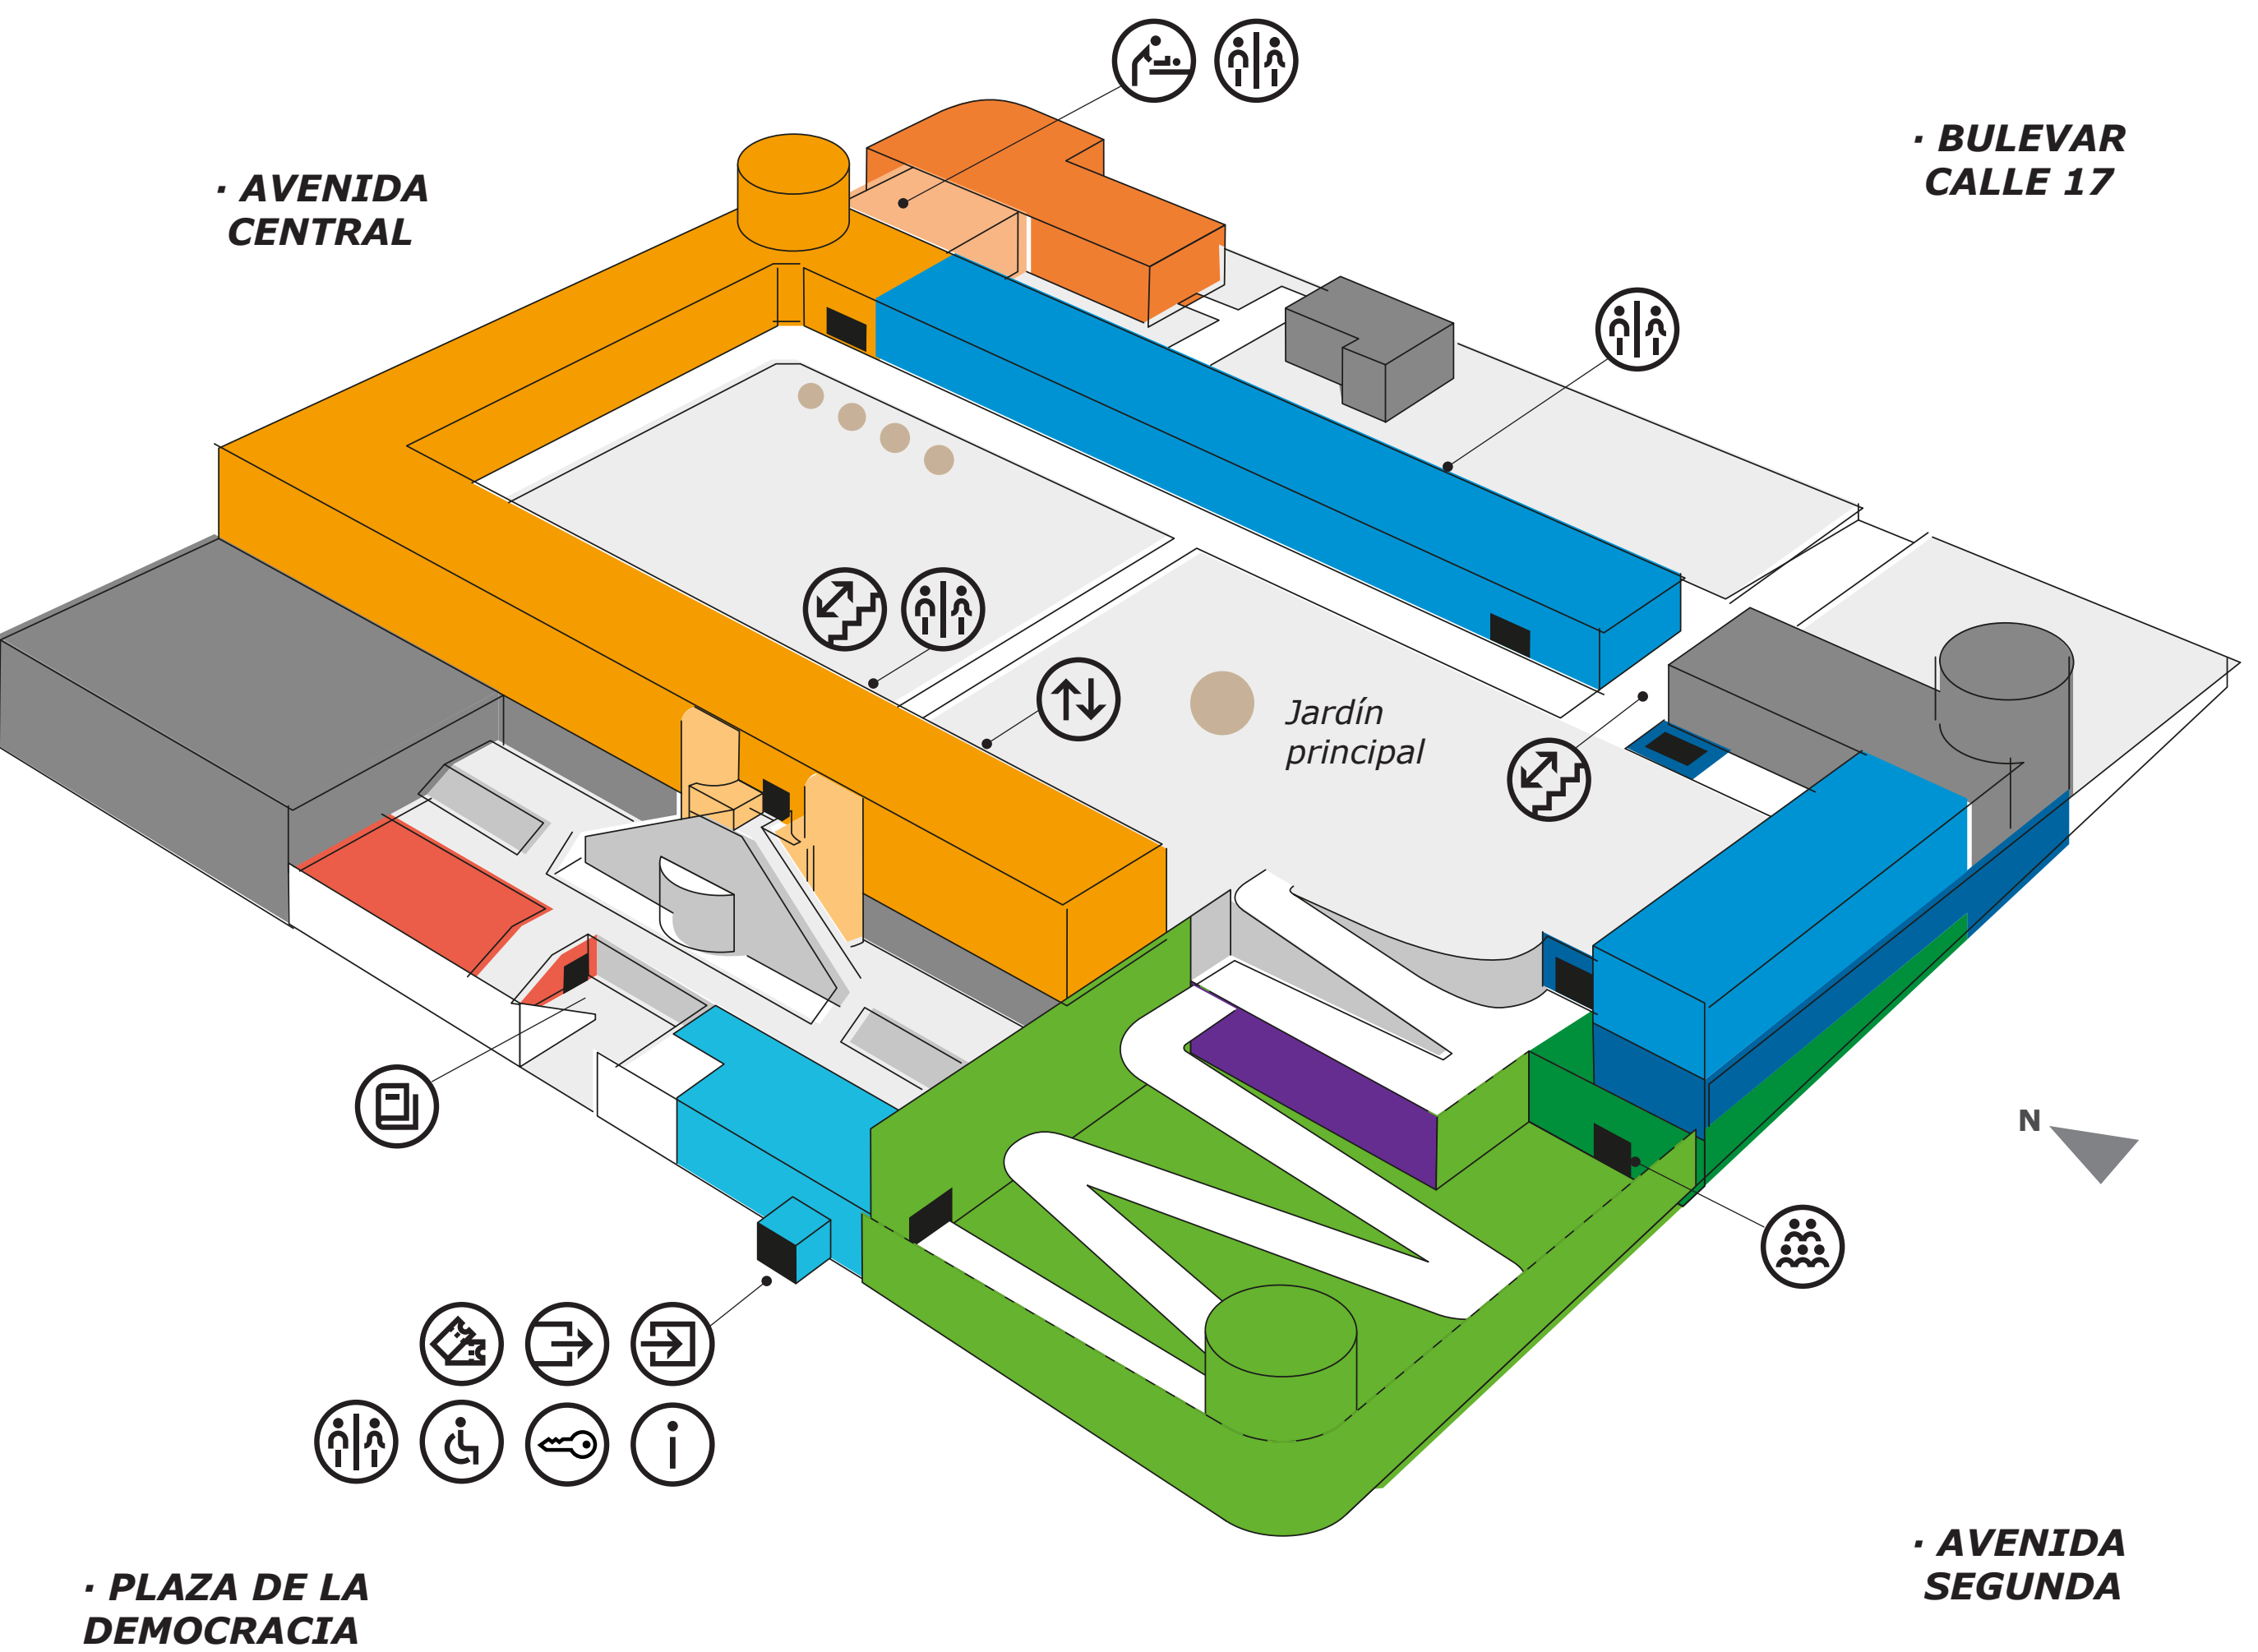 · AVENIDA
CENTRAL
· BULEVAR
CALLE 17
Jardín
principal
N
· PLAZA DE LA
DEMOCRACIA
· AVENIDA
SEGUNDA